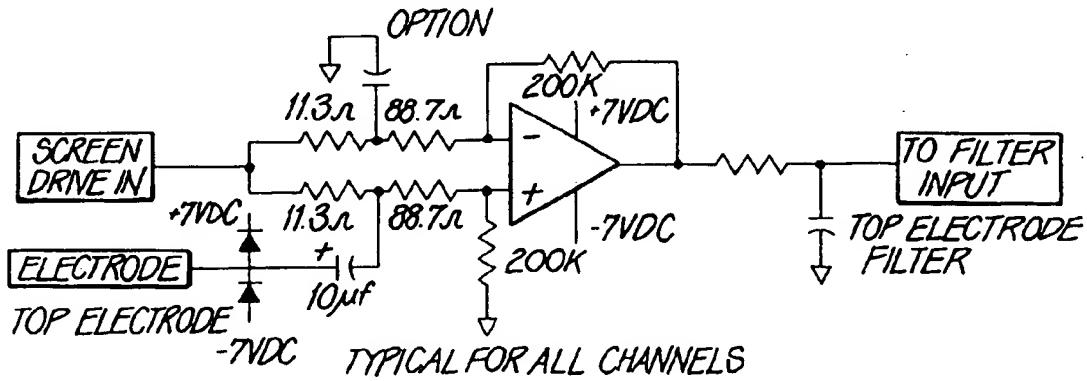 OPTION
200K
11.3Ω 88.7Ω
+7VDC
SCREEN
DRIVE IN
-
+
TO FILTER
INPUT
+7VDC
11.3Ω 88.7Ω
-7VDC
ELECTRODE
+
10µf
200K
TOP ELECTRODE
FILTER
TOP ELECTRODE
-7VDC
TYPICAL FOR ALL CHANNELS